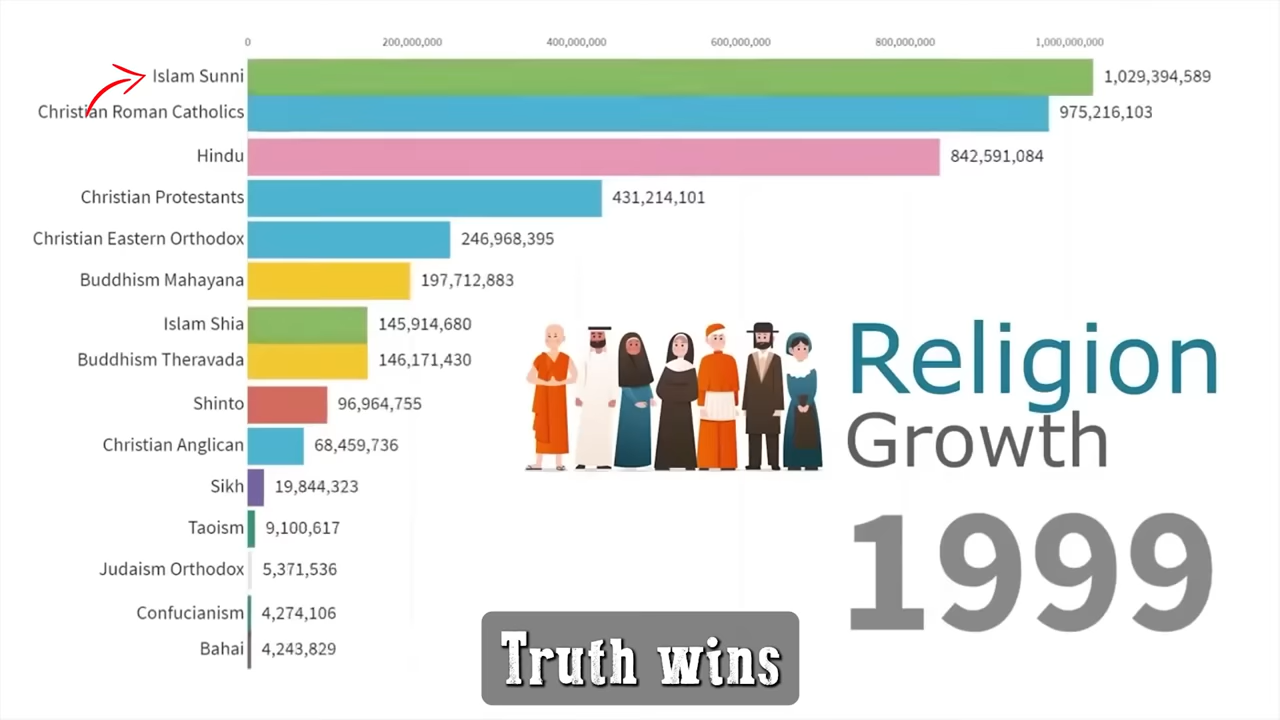 0 200,000,000 400,000,000 600,000,000 800,000,000 1,000,000,000
Islam Sunni 1,029,394,589
Christian Roman Catholics 975,216,103
Hindu 842,591,084
Christian Protestants 431,214,101
Christian Eastern Orthodox 246,968,395
Buddhism Mahayana 197,712,883
Islam Shia 145,914,680
Buddhism Theravada 146,171,430
Shinto 96,964,755
Christian Anglican 68,459,736
Sikh 19,844,323
Taoism 9,100,617
Judaism Orthodox 5,371,536
Confucianism 4,274,106
Bahai 4,243,829
Religion
Growth
1999
Truth wins